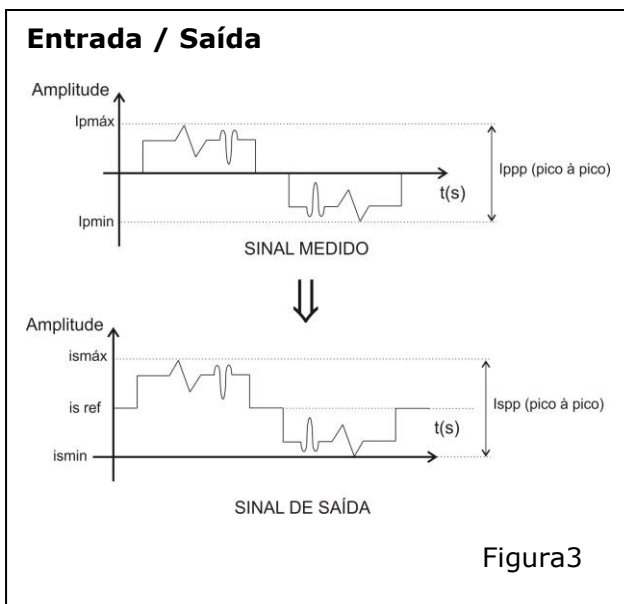 Entrada / Saída
Amplitude
Ipmáx
Ippp (pico à pico)
t(s)
Ipmin
SINAL MEDIDO
Amplitude
ismáx
is ref
Ispp (pico à pico)
t(s)
ismin
SINAL DE SAÍDA
Figura3